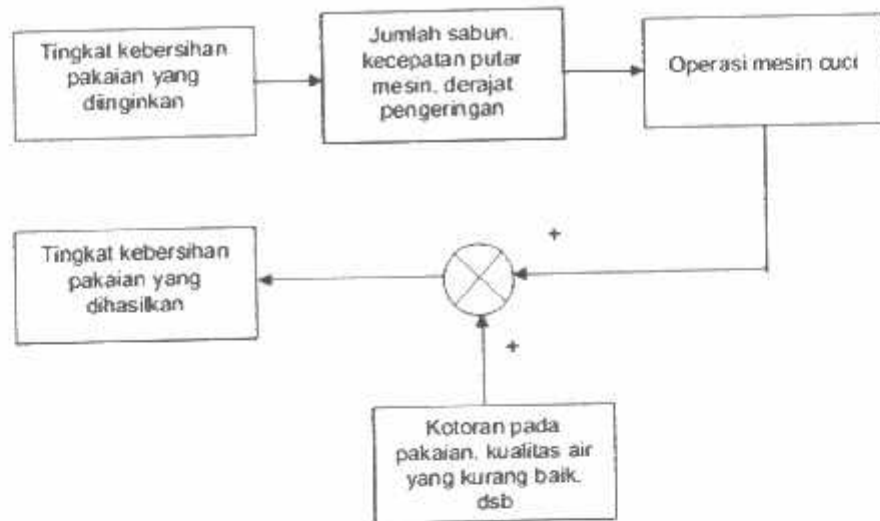 Tingkat kebersihan
pakaian yang
diinginkan
Jumlah sabun.
kecepatan putar
mesin, derajat
pengeringan
Operasi mesin cuci
Tingkat kebersihan
pakaian yang
dihasilkan
+
+
Kotoran pada
pakaian, kualitas air
yang kurang baik,
dsb